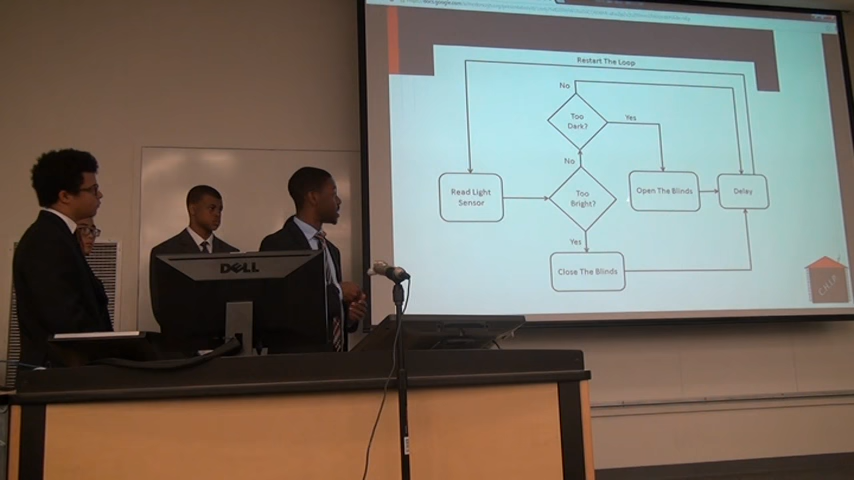 Restart The Loop
No
Too
Dark?
Yes
No
Read Light
Sensor
Too
Bright?
Open The Blinds
Delay
Yes
Close The Blinds
C.H.I.P.
DELL